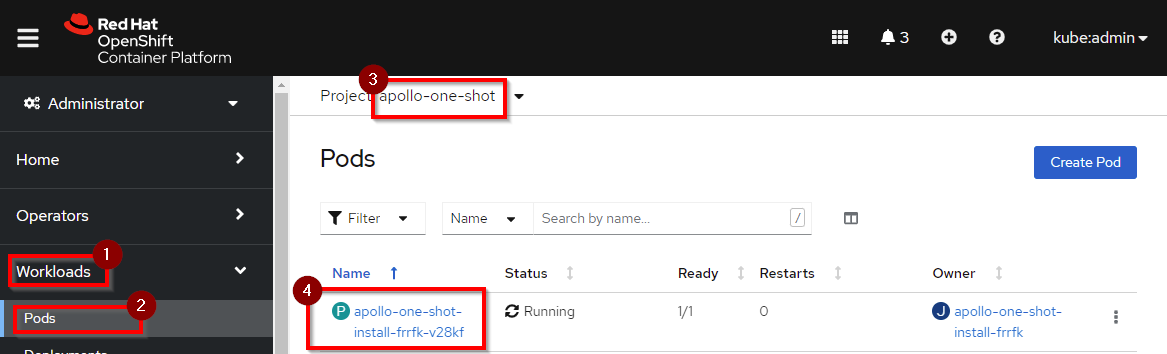 Red Hat
OpenShift
Container Platform
3
kube:admin
Administrator
3
Project: apollo-one-shot
Home
Pods
Create Pod
Operators
Filter
Name
Search by name...
/
1
Workloads
Name
Status
Ready
Restarts
Owner
2
Pods
4
P
apollo-one-shot-
install-frrfk-v28kf
Running
1/1
0
J
apollo-one-shot-
install-frrfk
Deployments